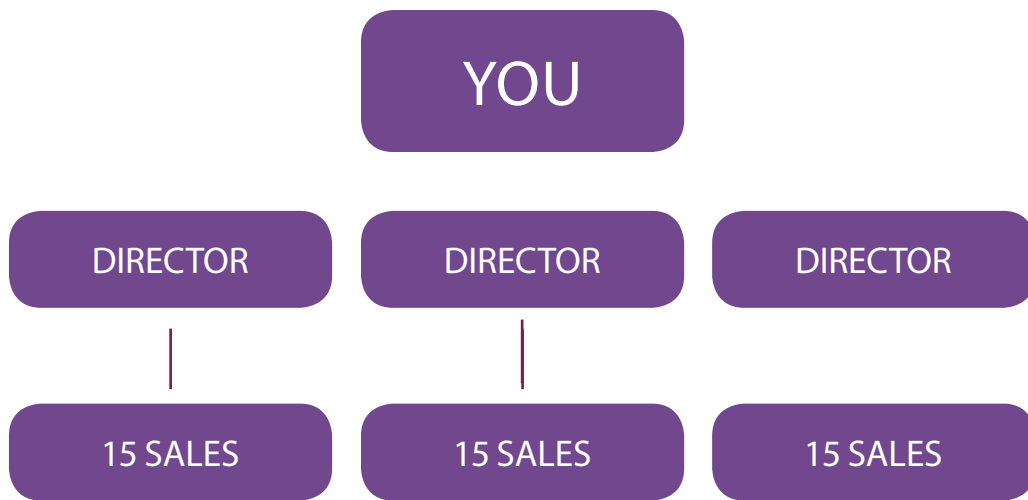 YOU
DIRECTOR DIRECTOR DIRECTOR
15 SALES 15 SALES 15 SALES